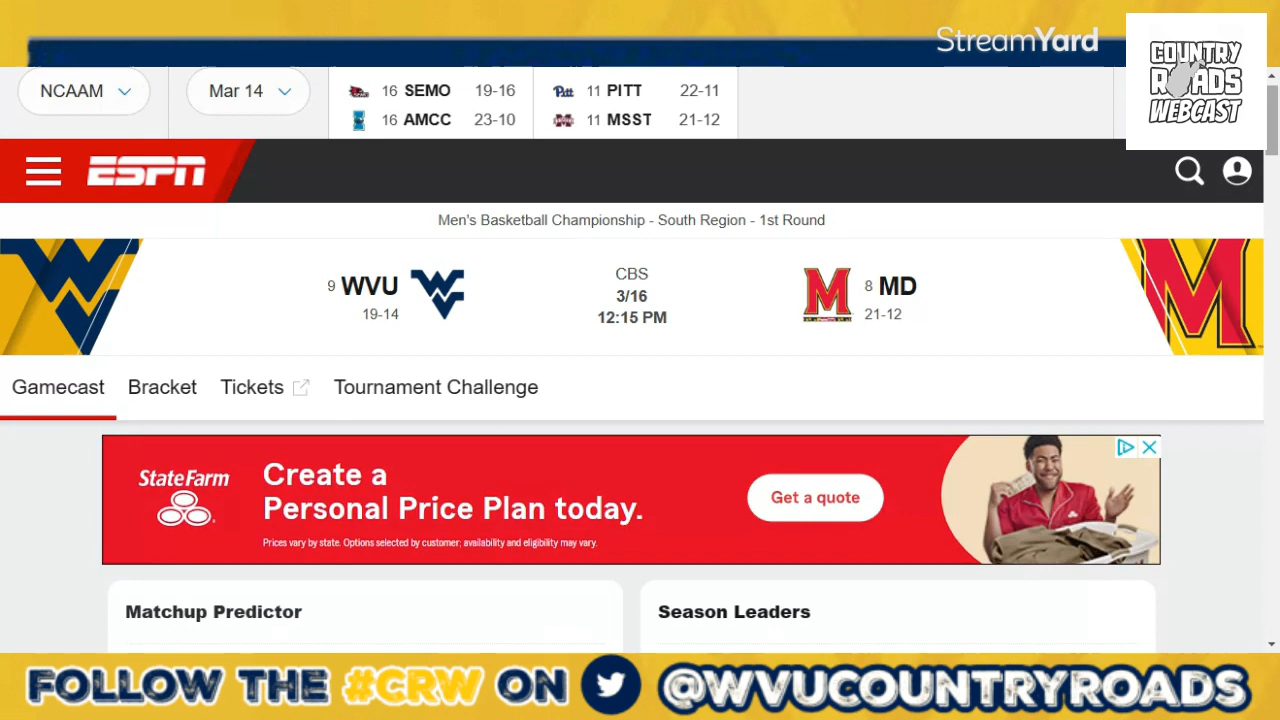 StreamYard
COUNTRY
ROADS
WEBCAST
NCAAM
Mar 14
16 SEMO 19-16
16 AMCC 23-10
11 PITT 22-11
11 MSST 21-12
ESPN
Men's Basketball Championship - South Region - 1st Round
9 WVU
19-14
CBS
3/16
12:15 PM
8 MD
21-12
Gamecast Bracket Tickets Tournament Challenge
StateFarm
Create a
Personal Price Plan today.
Prices vary by state. Options selected by customer; availability and eligibility may vary.
Get a quote
Matchup Predictor
Season Leaders
FOLLOW THE #CRW ON @WVUCOUNTRYROADS